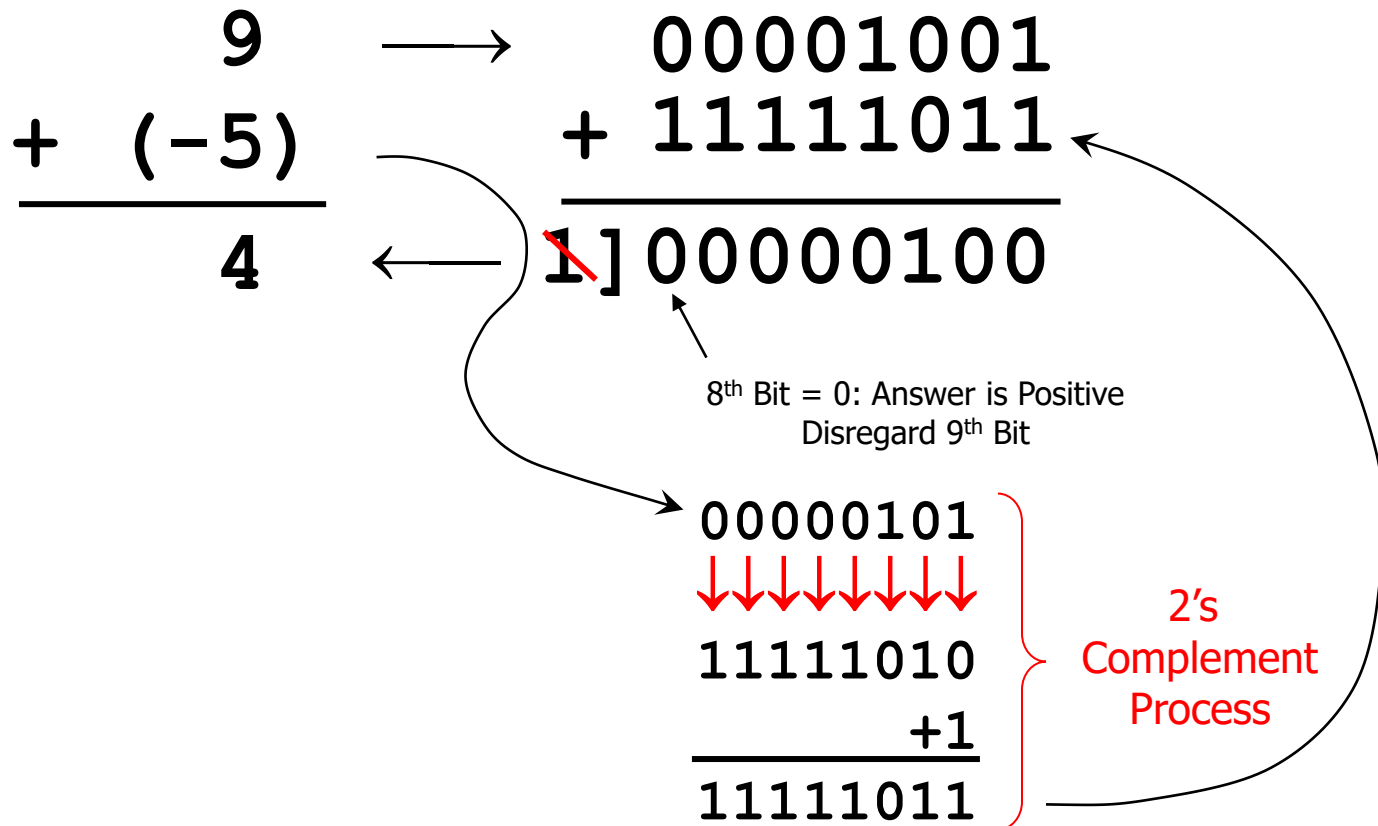 9 → 00001001
+ (-5) + 11111011
4 ← 1]00000100
8th Bit = 0: Answer is Positive
Disregard 9th Bit
00000101
↓↓↓↓↓↓↓↓
11111010
+1
11111011
2’s
Complement
Process